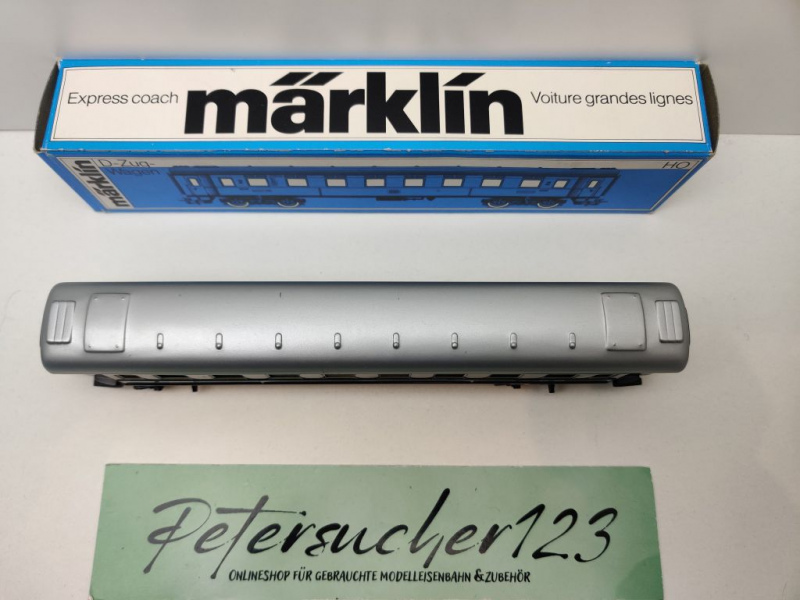 Express coach märklin Voiture grandes lignes
märklin
D-Zug-
Wagen
HO
Petersucher123
ONLINESHOP FÜR GEBRAUCHTE MODELLEISENBAHN & ZUBEHÖR